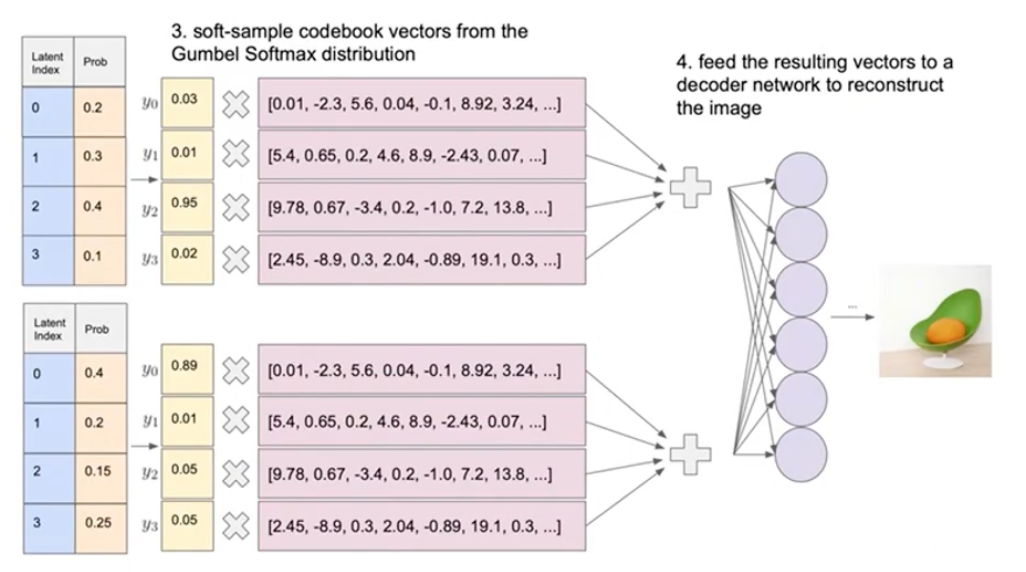 3. soft-sample codebook vectors from the
Gumbel Softmax distribution
4. feed the resulting vectors to a
decoder network to reconstruct
the image
Latent Index Prob
0 0.2
1 0.3
2 0.4
3 0.1
y0 0.03 [0.01, -2.3, 5.6, 0.04, -0.1, 8.92, 3.24, ...]
y1 0.01 [5.4, 0.65, 0.2, 4.6, 8.9, -2.43, 0.07, ...]
y2 0.95 [9.78, 0.67, -3.4, 0.2, -1.0, 7.2, 13.8, ...]
y3 0.02 [2.45, -8.9, 0.3, 2.04, -0.89, 19.1, 0.3, ...]
...
Latent Index Prob
0 0.4
1 0.2
2 0.15
3 0.25
y0 0.89 [0.01, -2.3, 5.6, 0.04, -0.1, 8.92, 3.24, ...]
y1 0.01 [5.4, 0.65, 0.2, 4.6, 8.9, -2.43, 0.07, ...]
y2 0.05 [9.78, 0.67, -3.4, 0.2, -1.0, 7.2, 13.8, ...]
y3 0.05 [2.45, -8.9, 0.3, 2.04, -0.89, 19.1, 0.3, ...]